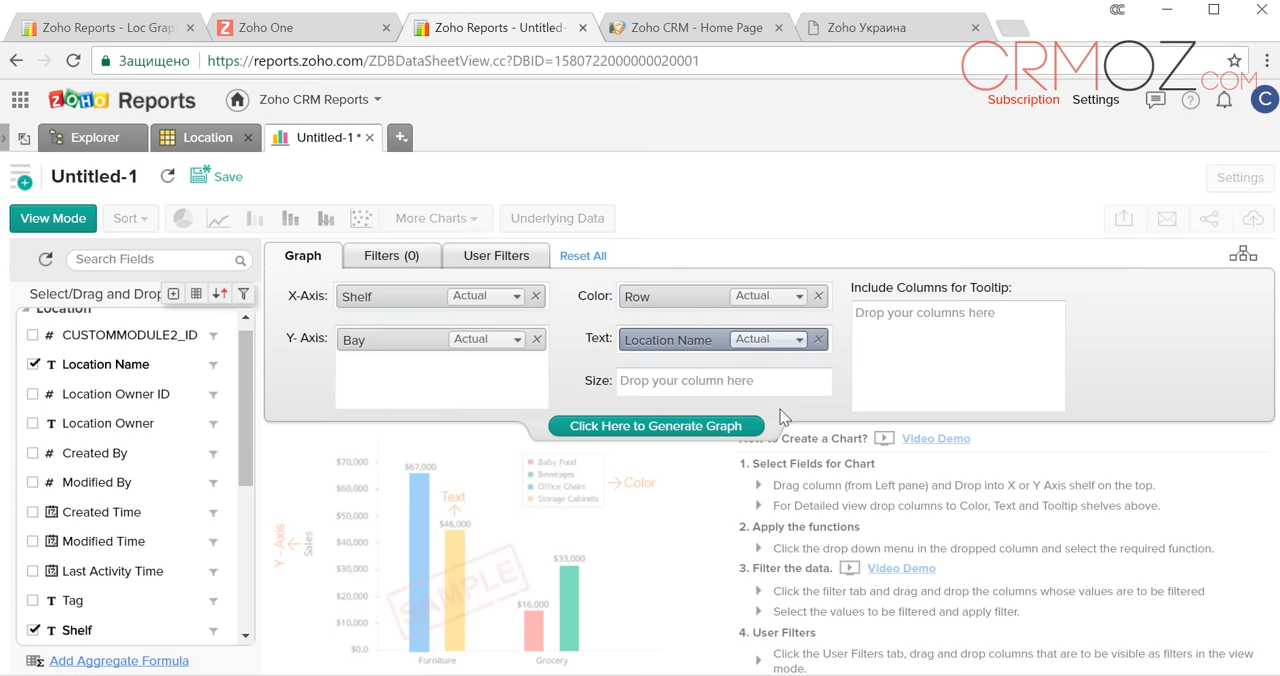 Zoho Reports - Loc Grap
Zoho One
Zoho Reports - Untitled-
Zoho CRM - Home Page
Zoho Украина
Защищено
https://reports.zoho.com/ZDBDataSheetView.cc?DBID=1580722000000020001
CRMOZ.COM
ZOHO Reports
Zoho CRM Reports
Subscription
Settings
C
Explorer
Location
Untitled-1 *
Untitled-1
Save
Settings
View Mode
Sort
More Charts
Underlying Data
Search Fields
Graph
Filters (0)
User Filters
Reset All
Select/Drag and Drop
Location
# CUSTOMMODULE2_ID
T Location Name
# Location Owner ID
T Location Owner
# Created By
# Modified By
Created Time
Modified Time
Last Activity Time
T Tag
T Shelf
Add Aggregate Formula
X-Axis:
Shelf
Actual
Color:
Row
Actual
Include Columns for Tooltip:
Drop your columns here
Y- Axis:
Bay
Actual
Text:
Location Name
Actual
Size:
Drop your column here
Click Here to Generate Graph
Create a Chart?
Video Demo
1. Select Fields for Chart
Drag column (from Left pane) and Drop into X or Y Axis shelf on the top.
For Detailed view drop columns to Color, Text and Tooltip shelves above.
2. Apply the functions
Click the drop down menu in the dropped column and select the required function.
3. Filter the data.
Video Demo
Click the filter tab and drag and drop the columns whose values are to be filtered
Select the values to be filtered and apply filter.
4. User Filters
Click the User Filters tab, drag and drop columns that are to be visible as filters in the view
mode.
$70,000
$60,000
$50,000
$40,000
$30,000
$20,000
$10,000
$0.0
Y - Axis
Sales
$67,000
Text
$46,000
$16,000
$33,000
Baby Food
Beverages
Office Chairs
Storage Cabinets
Color
SAMPLE
Furniture
Grocery